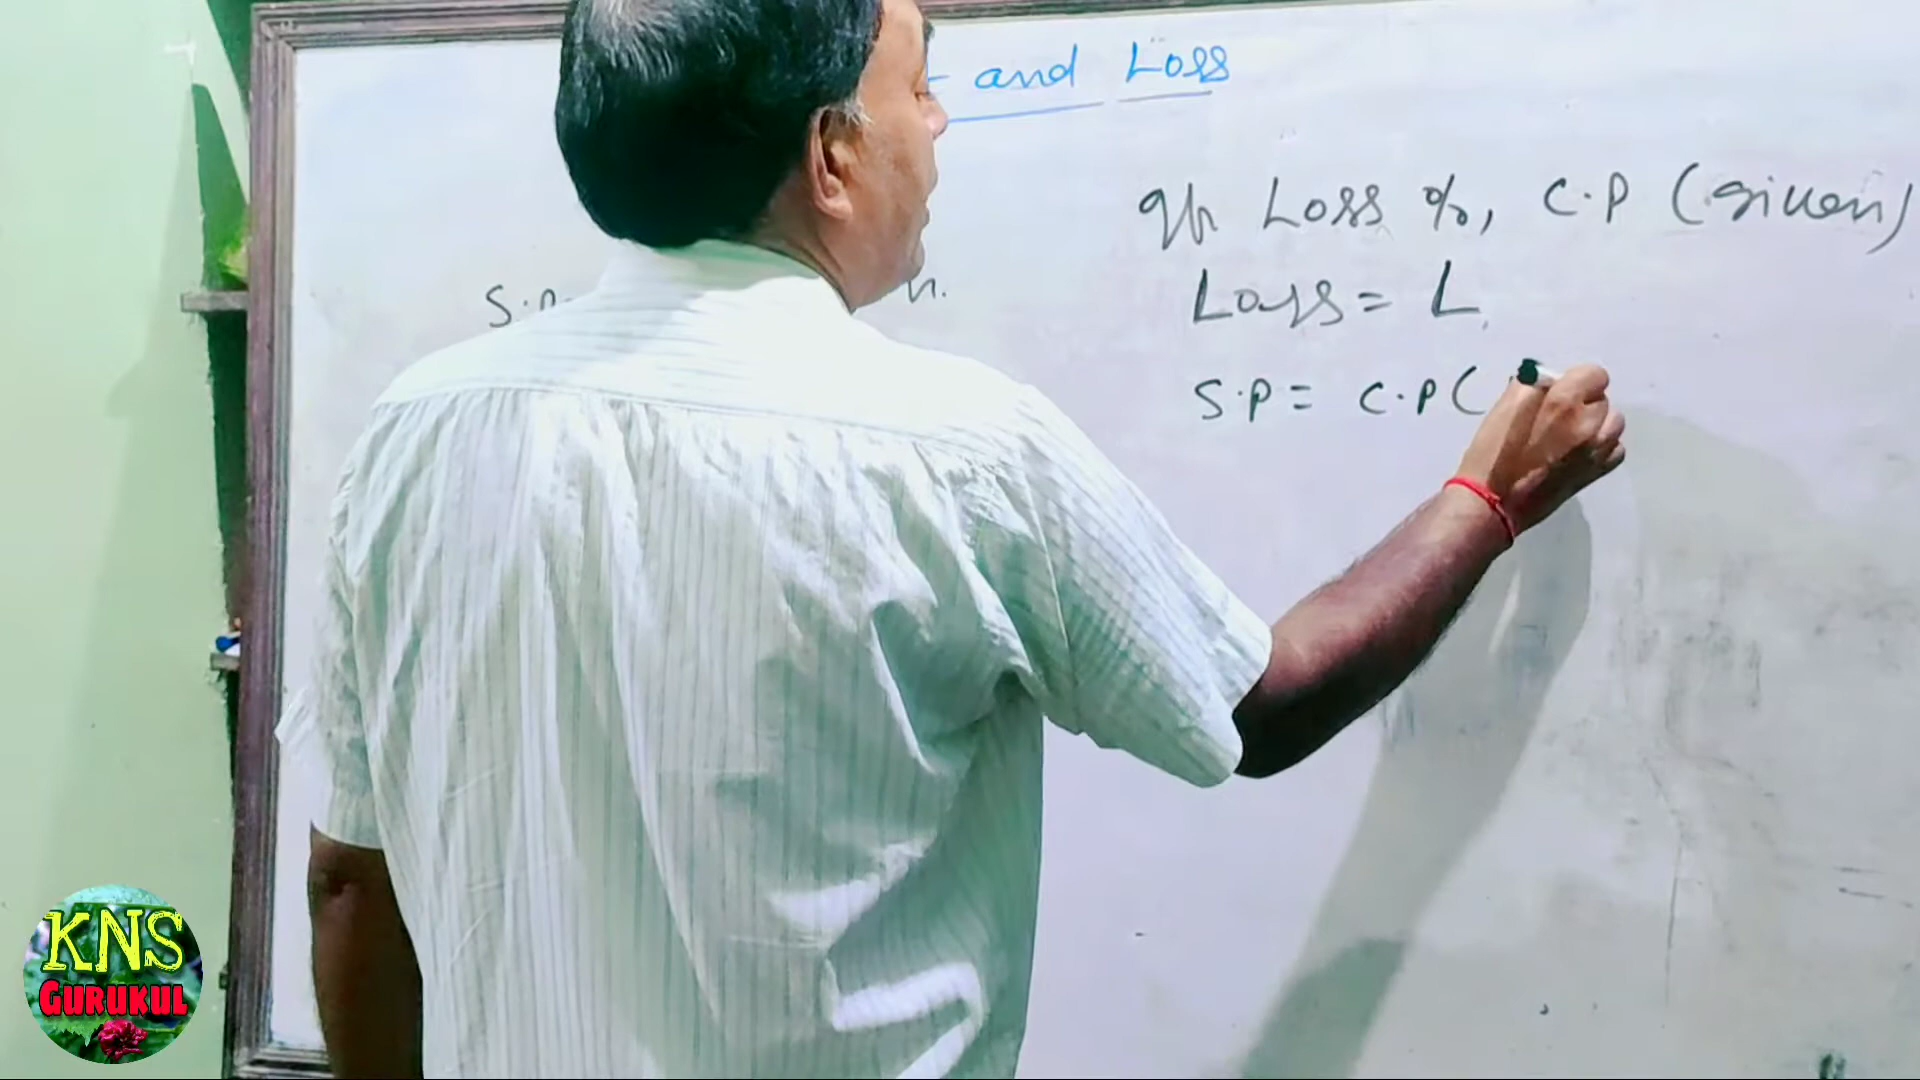 and Loss
If Loss %, C.P (given)
Loss = L
S.P = C.P (
S.P
n.
KNS
GURUKUL